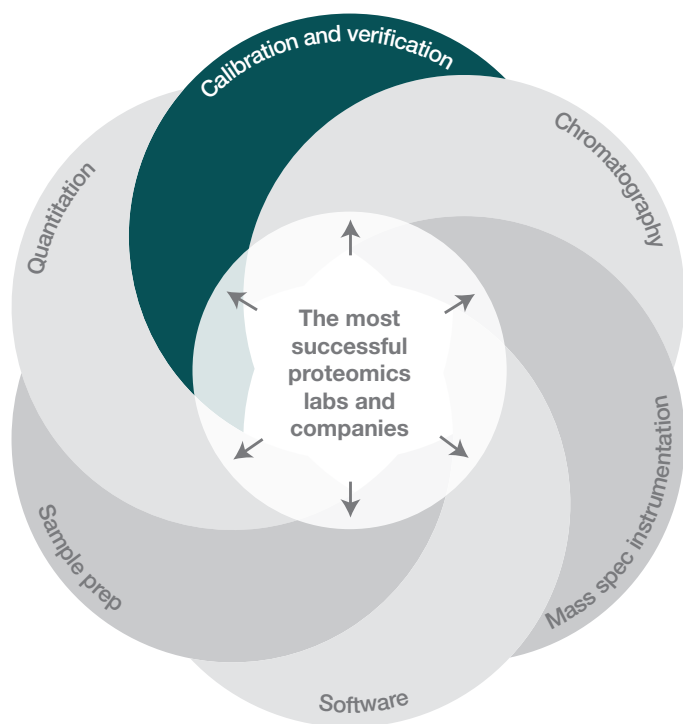 Calibration and verification
Chromatography
Quantitation
The most
successful
proteomics
labs and
companies
Mass spec instrumentation
Sample prep
Software